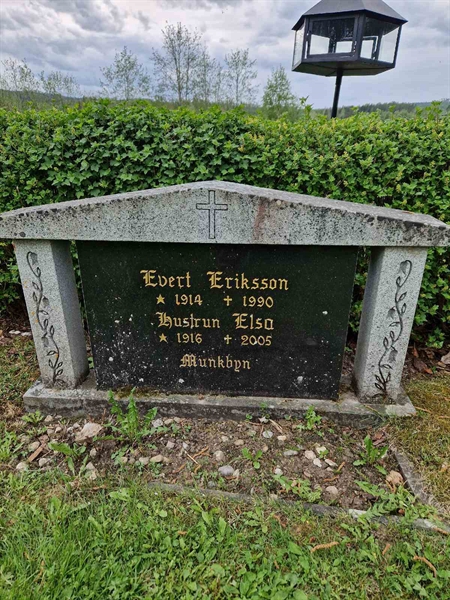 Evert Eriksson
★ 1914 ✝ 1990
Hustrun Elsa
★ 1916 ✝ 2005
Munkbyn